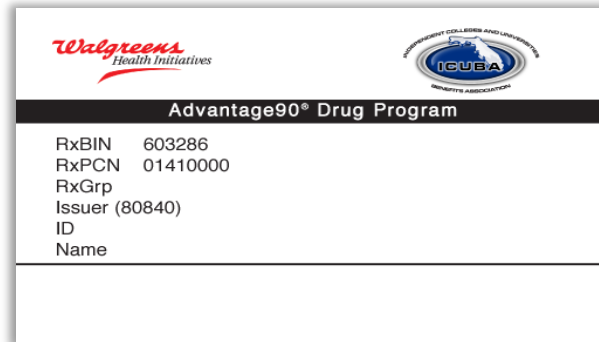 Walgreens
Health Initiatives
INDEPENDENT COLLEGES AND UNIVERSITIES
ICUBA
BENEFITS ASSOCIATION
Advantage90® Drug Program
RxBIN 603286
RxPCN 01410000
RxGrp
Issuer (80840)
ID
Name